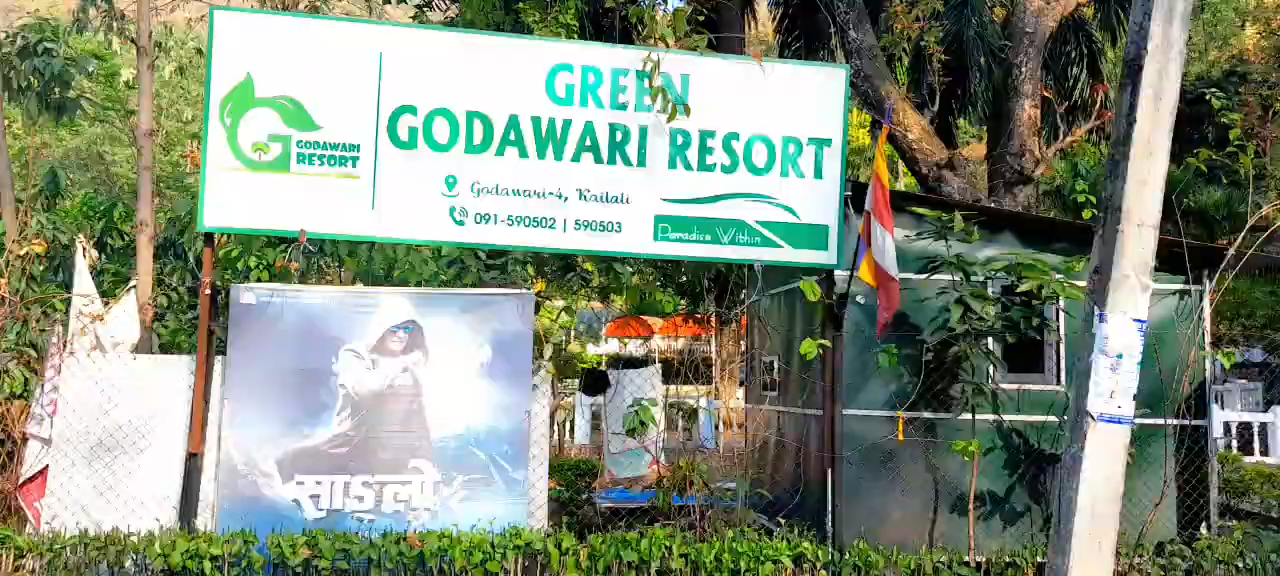 GODAWARI
RESORT
GREEN
GODAWARI RESORT
Godawari-4, Kailali
091-590502 | 590503
Paradise Within
साइँलो